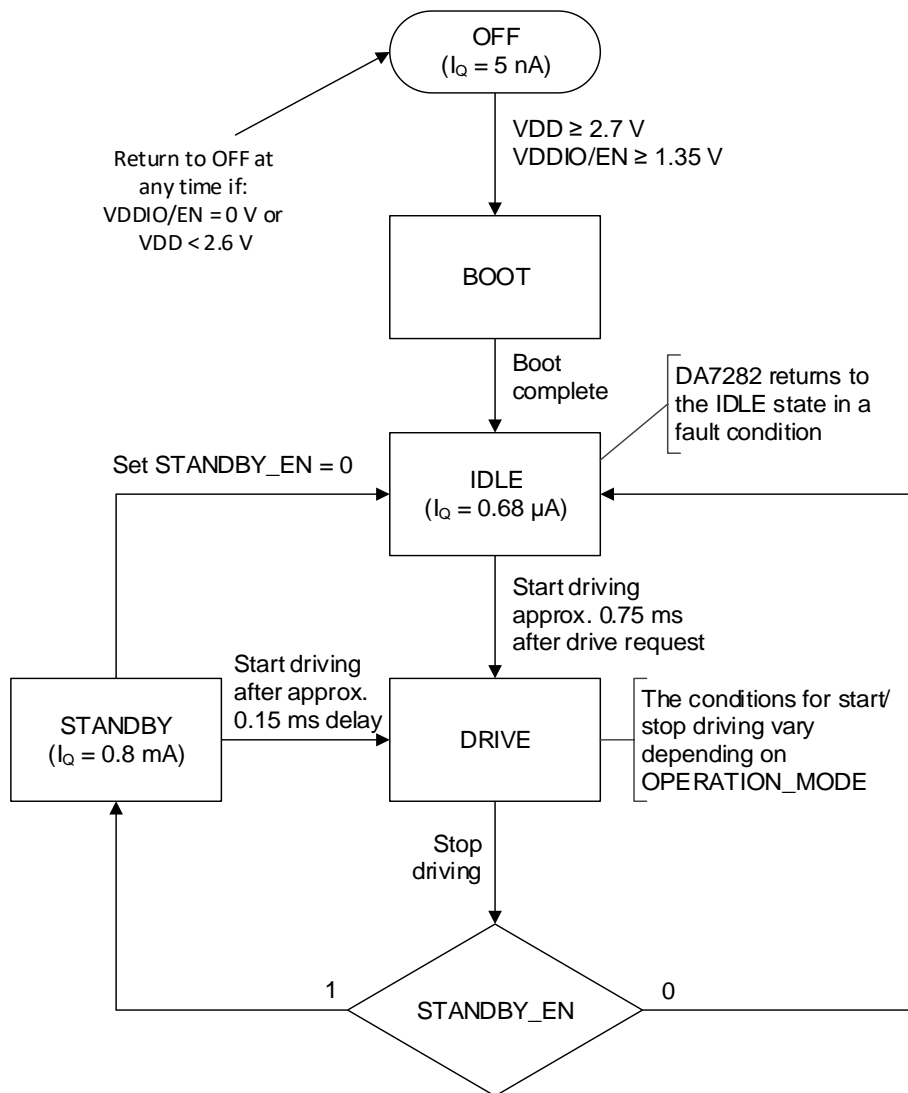 OFF
(IQ = 5 nA)
VDD ≥ 2.7 V
VDDIO/EN ≥ 1.35 V
Return to OFF at
any time if:
VDDIO/EN = 0 V or
VDD < 2.6 V
BOOT
Boot
complete
DA7282 returns to
the IDLE state in a
fault condition
Set STANDBY_EN = 0
IDLE
(IQ = 0.68 µA)
Start driving
approx. 0.75 ms
after drive request
Start driving
after approx.
0.15 ms delay
STANDBY
(IQ = 0.8 mA)
DRIVE
The conditions for start/
stop driving vary
depending on
OPERATION_MODE
Stop
driving
1
STANDBY_EN
0